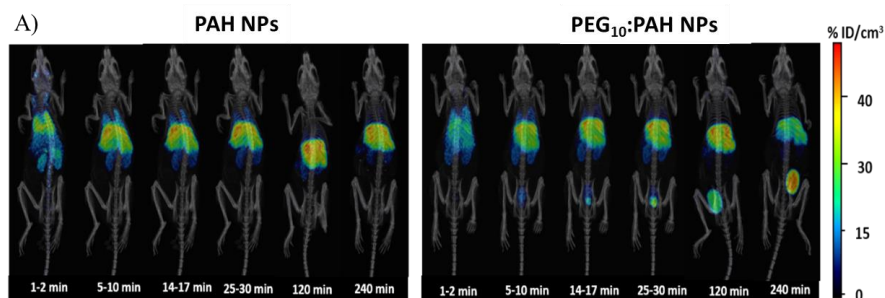 A)
PAH NPs
PEG₁₀:PAH NPs
% ID/cm³
40
30
15
0
1-2 min 5-10 min 14-17 min 25-30 min 120 min 240 min
1-2 min 5-10 min 14-17 min 25-30 min 120 min 240 min